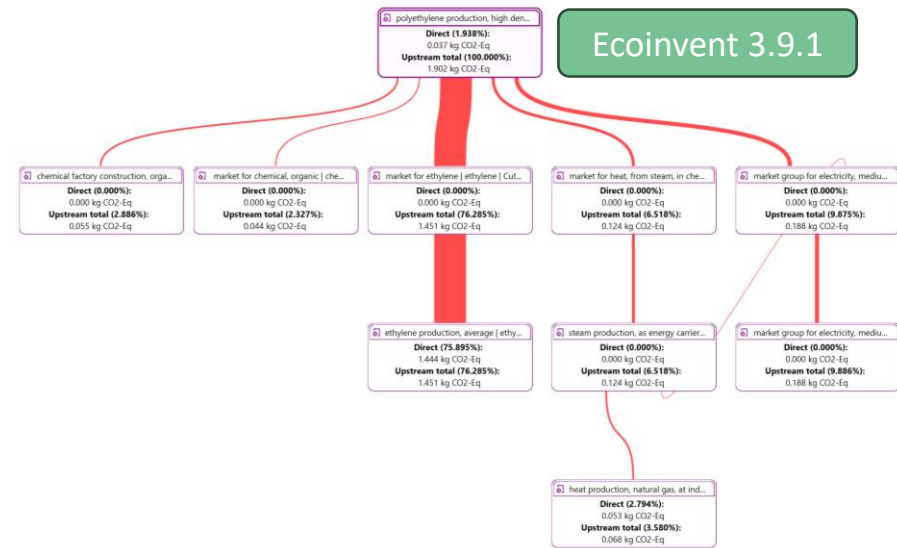 polyethylene production, high den...
Direct (1.938%):
0.037 kg CO2-Eq
Upstream total (100.000%):
1.902 kg CO2-Eq
Ecoinvent 3.9.1
chemical factory construction, orga...
Direct (0.000%):
0.000 kg CO2-Eq
Upstream total (2.886%):
0.055 kg CO2-Eq
market for chemical, organic | che...
Direct (0.000%):
0.000 kg CO2-Eq
Upstream total (2.327%):
0.044 kg CO2-Eq
market for ethylene | ethylene | Cut...
Direct (0.000%):
0.000 kg CO2-Eq
Upstream total (76.285%):
1.451 kg CO2-Eq
market for heat, from steam, in che...
Direct (0.000%):
0.000 kg CO2-Eq
Upstream total (6.518%):
0.124 kg CO2-Eq
market group for electricity, mediu...
Direct (0.000%):
0.000 kg CO2-Eq
Upstream total (9.875%):
0.188 kg CO2-Eq
ethylene production, average | ethy...
Direct (75.895%):
1.444 kg CO2-Eq
Upstream total (76.285%):
1.451 kg CO2-Eq
steam production, as energy carrier...
Direct (0.000%):
0.000 kg CO2-Eq
Upstream total (6.518%):
0.124 kg CO2-Eq
market group for electricity, mediu...
Direct (0.000%):
0.000 kg CO2-Eq
Upstream total (9.886%):
0.188 kg CO2-Eq
heat production, natural gas, at ind...
Direct (2.794%):
0.053 kg CO2-Eq
Upstream total (3.580%):
0.068 kg CO2-Eq